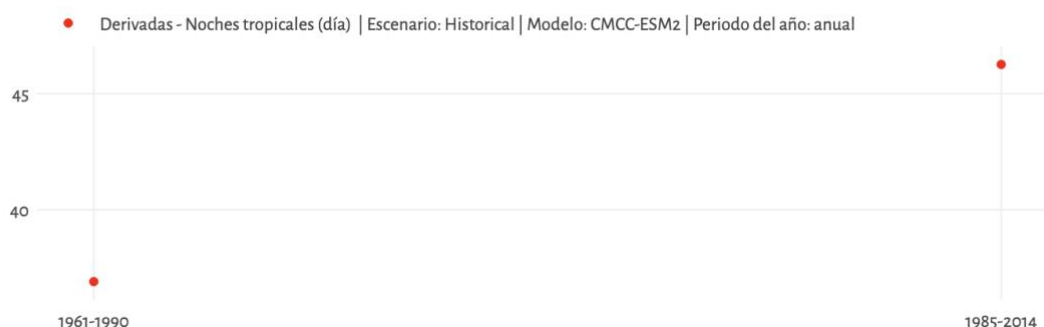 Derivadas - Noches tropicales (día) | Escenario: Historical | Modelo: CMCC-ESM2 | Periodo del año: anual
45
40
1961-1990 1985-2014